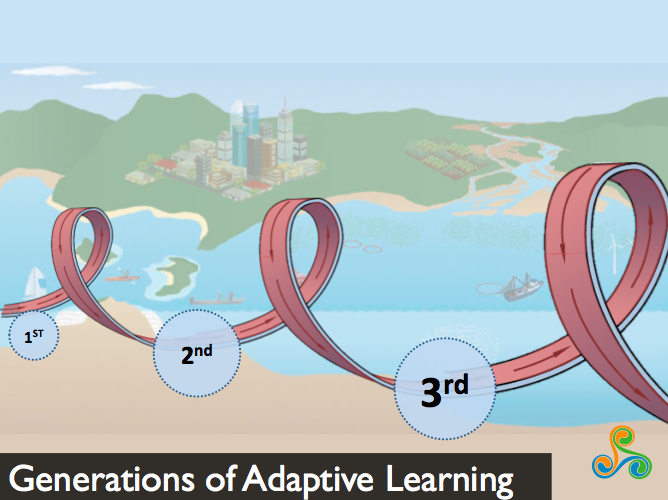 1ST
2nd
3rd
Generations of Adaptive Learning